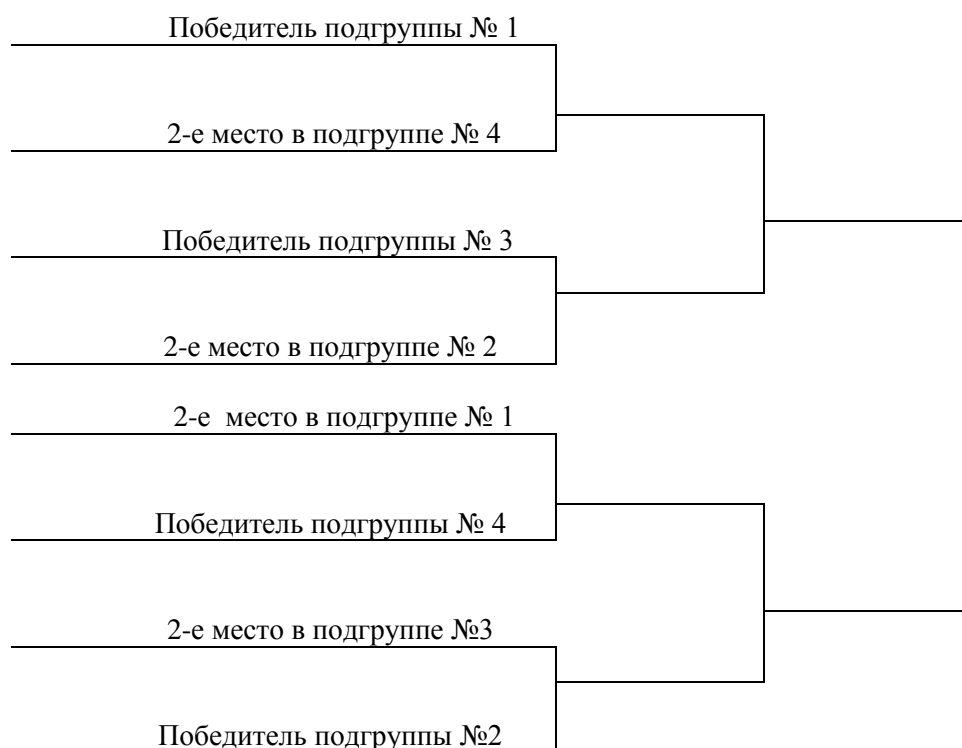 Победитель подгруппы № 1
2-е место в подгруппе № 4
Победитель подгруппы № 3
2-е место в подгруппе № 2
2-е  место в подгруппе № 1
Победитель подгруппы № 4
2-е место в подгруппе №3
Победитель подгруппы №2